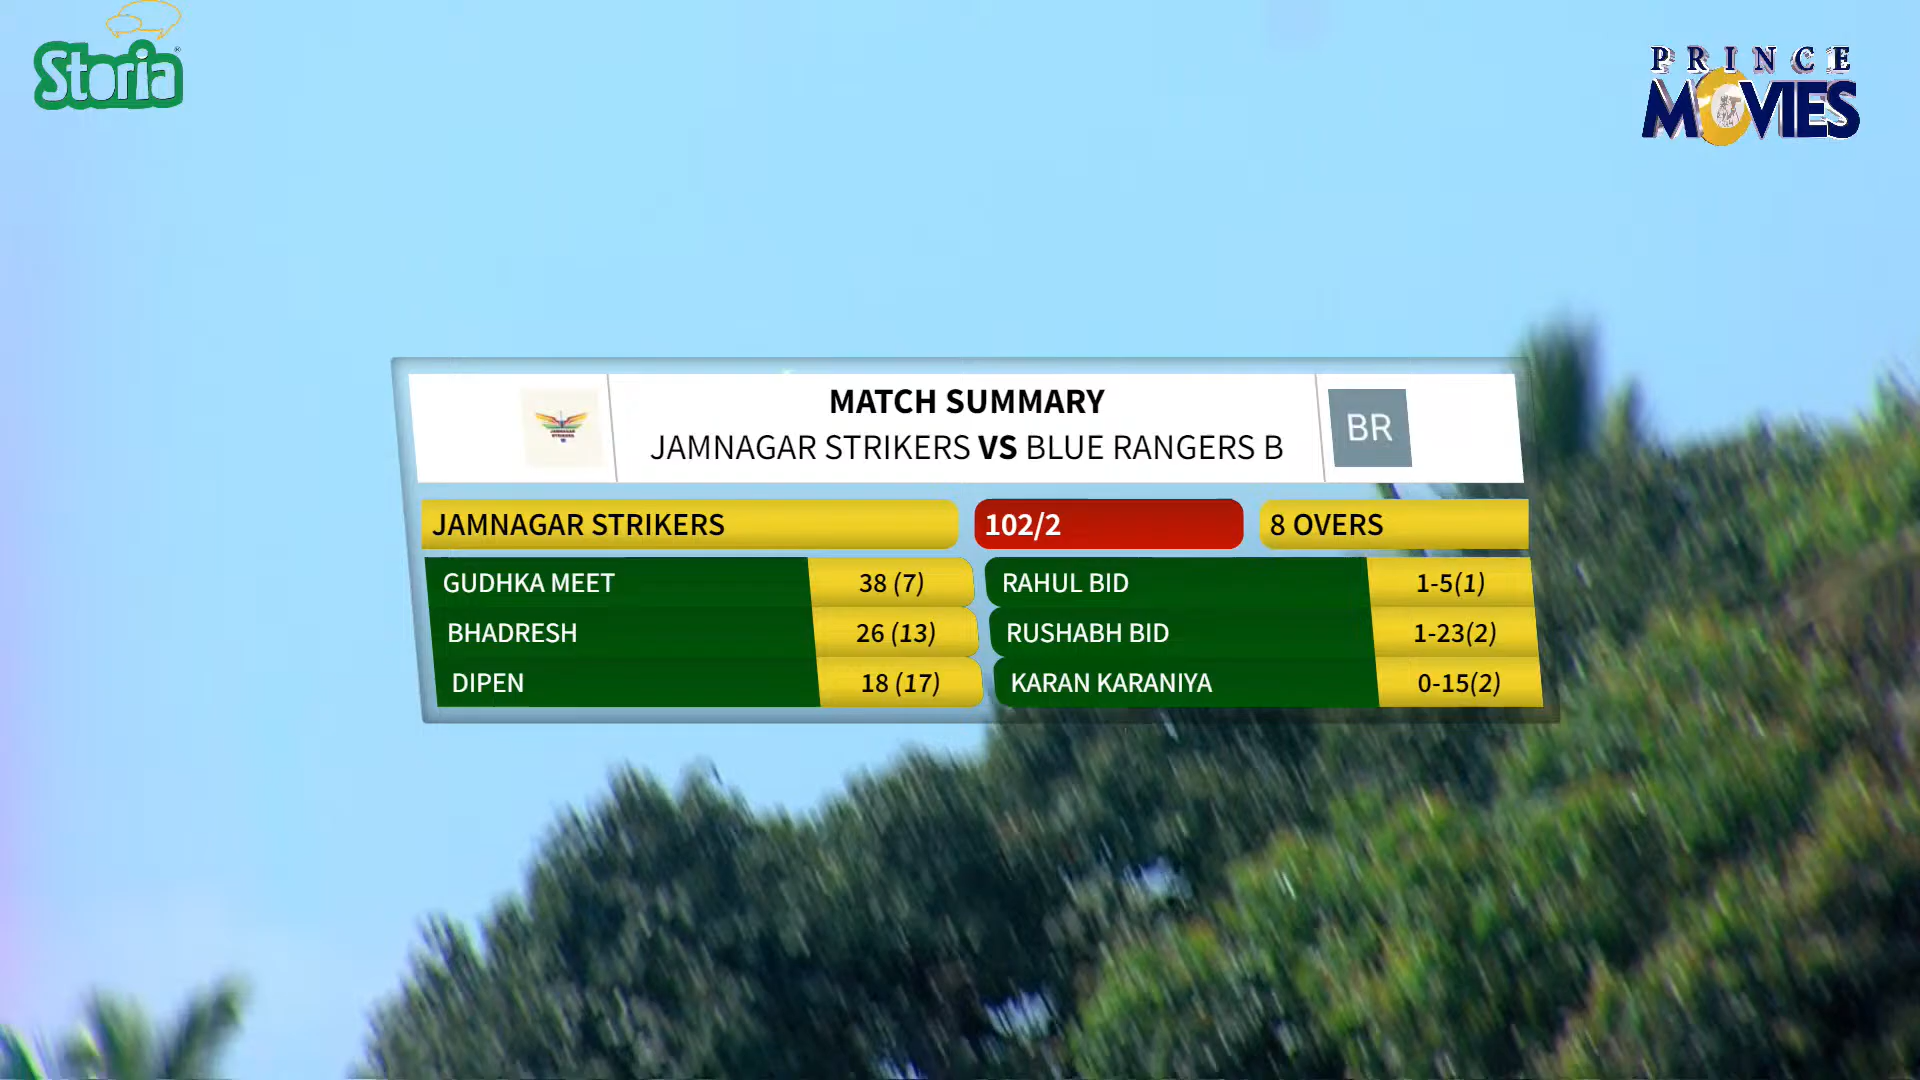 Storia
PRINCE
MOVIES
MATCH SUMMARY
JAMNAGAR STRIKERS VS BLUE RANGERS B
JAMNAGAR STRIKERS
BR
JAMNAGAR STRIKERS 102/2 8 OVERS
GUDHKA MEET 38 (7) RAHUL BID 1-5(1)
BHADRESH 26 (13) RUSHABH BID 1-23(2)
DIPEN 18 (17) KARAN KARANIYA 0-15(2)